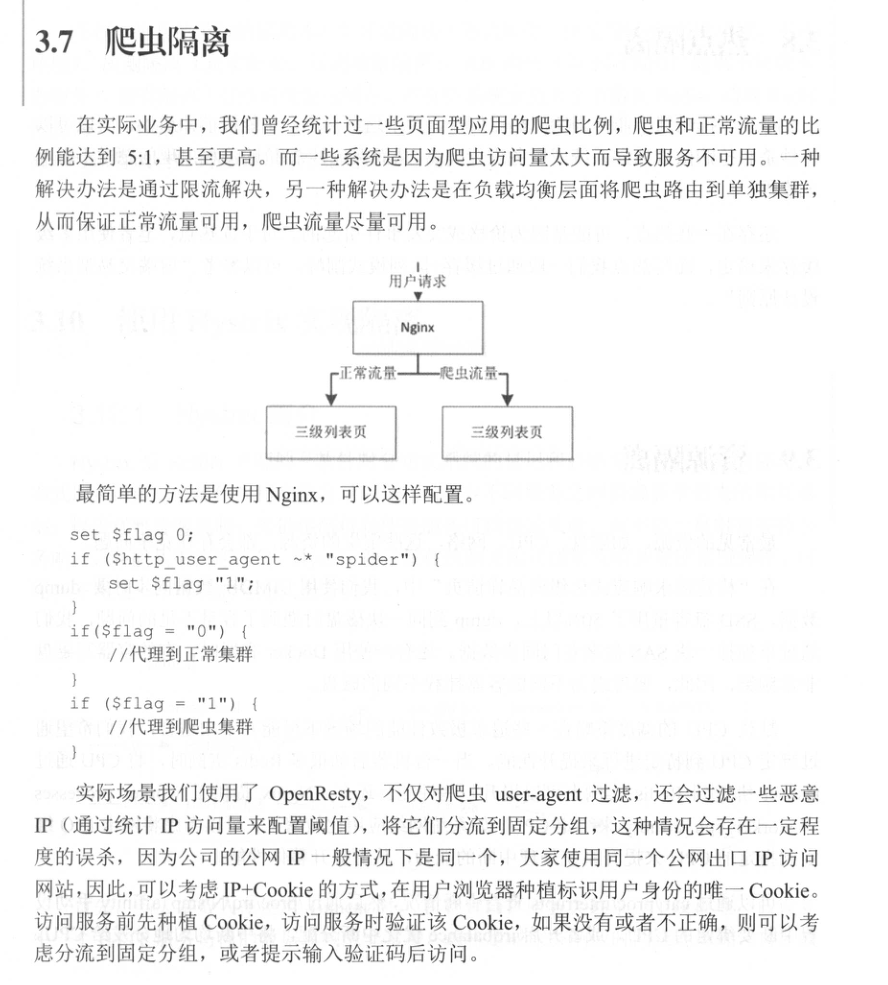 3.7 爬虫隔离
在实际业务中，我们曾经统计过一些页面型应用的爬虫比例，爬虫和正常流量的比
例能达到 5:1，甚至更高。而一些系统是因为爬虫访问量太大而导致服务不可用。一种
解决办法是通过限流解决，另一种解决办法是在负载均衡层面将爬虫路由到单独集群，
从而保证正常流量可用，爬虫流量尽量可用。
用户请求
Nginx
正常流量 爬虫流量
三级列表页 三级列表页
最简单的方法是使用 Nginx，可以这样配置。
set $flag 0;
if ($http_user_agent ~* "spider") {
set $flag "1";
}
if($flag = "0") {
//代理到正常集群
}
if ($flag = "1") {
//代理到爬虫集群
}
实际场景我们使用了 OpenResty，不仅对爬虫 user-agent 过滤，还会过滤一些恶意
IP（通过统计 IP 访问量来配置阈值），将它们分流到固定分组，这种情况会存在一定程
度的误杀，因为公司的公网 IP 一般情况下是同一个，大家使用同一个公网出口 IP 访问
网站，因此，可以考虑 IP+Cookie 的方式，在用户浏览器种植标识用户身份的唯一 Cookie。
访问服务前先种植 Cookie，访问服务时验证该 Cookie，如果没有或者不正确，则可以考
虑分流到固定分组，或者提示输入验证码后访问。